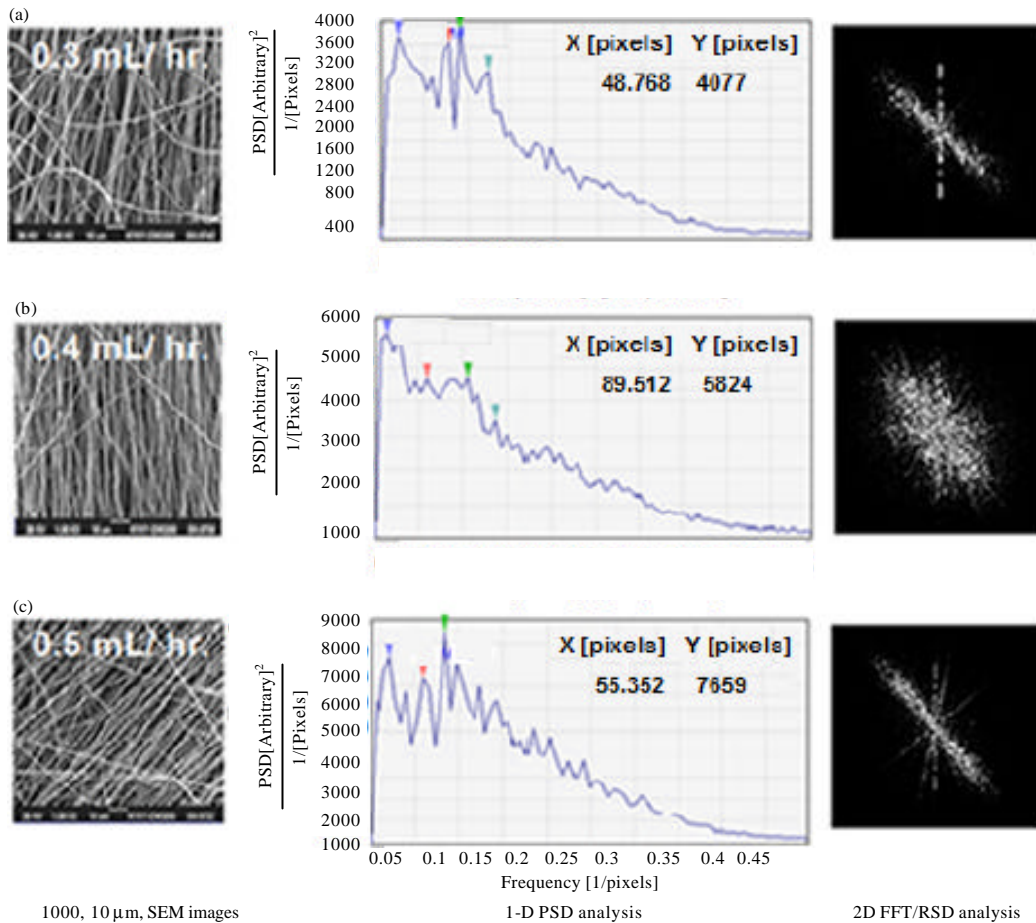 (a)
0.3 mL/ hr.
PSD[Arbitrary]²
1/[Pixels]
4000
3600
3200
2800
2400
2000
1600
1200
800
400
X [pixels] Y [pixels]
48.768 4077
(b)
0.4 mL/ hr.
PSD[Arbitrary]²
1/[Pixels
6000
5000
4000
3000
2000
1000
X [pixels] Y [pixels]
89.512 5824
(c)
0.5 mL/ hr.
PSD[Arbitrary]²
1/[Pixels
9000
8000
7000
6000
5000
4000
3000
2000
1000
X [pixels] Y [pixels]
55.352 7659
0.05 0.1 0.15 0.2 0.25 0.3 0.35 0.4 0.45
Frequency [1/pixels]
1000, 10 µm, SEM images
1-D PSD analysis
2D FFT/RSD analysis